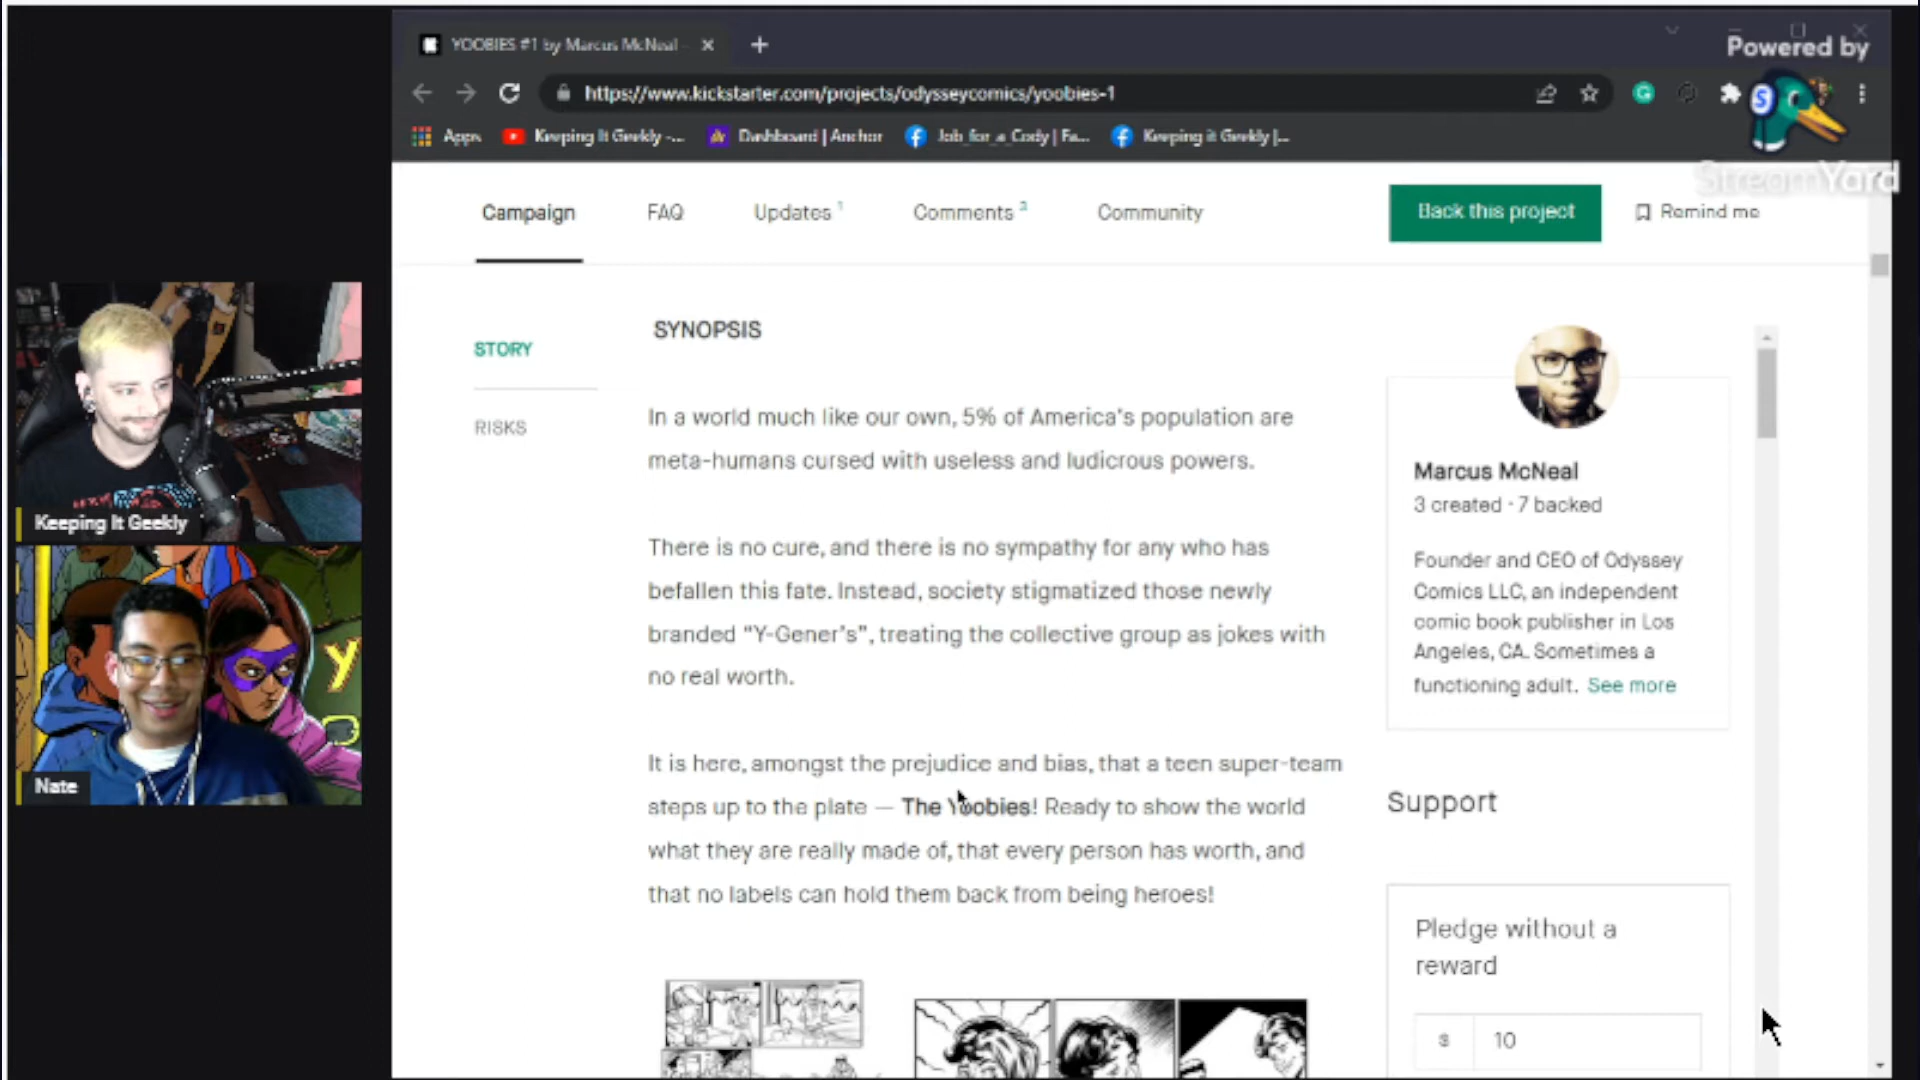 YOOBIES #1 by Marcus McNeal
Powered by
https://www.kickstarter.com/projects/odysseycomics/yoobies-1
Apps
Keeping It Geekly -...
Dashboard | Anchor
Job_for_a_Cody | Fa...
Keeping it Geekly |...
StreamYard
Campaign
FAQ
Updates 1
Comments
Community
Back this project
Remind me
STORY
RISKS
SYNOPSIS
In a world much like our own, 5% of America's population are
meta-humans cursed with useless and ludicrous powers.
There is no cure, and there is no sympathy for any who has
befallen this fate. Instead, society stigmatized those newly
branded “Y-Gener's”, treating the collective group as jokes with
no real worth.
It is here, amongst the prejudice and bias, that a teen super-team
steps up to the plate — The Yoobies! Ready to show the world
what they are really made of, that every person has worth, and
that no labels can hold them back from being heroes!
Marcus McNeal
3 created · 7 backed
Founder and CEO of Odyssey
Comics LLC, an independent
comic book publisher in Los
Angeles, CA. Sometimes a
functioning adult. See more
Support
Pledge without a
reward
$ 10
Keeping It Geekly
Nate
Y